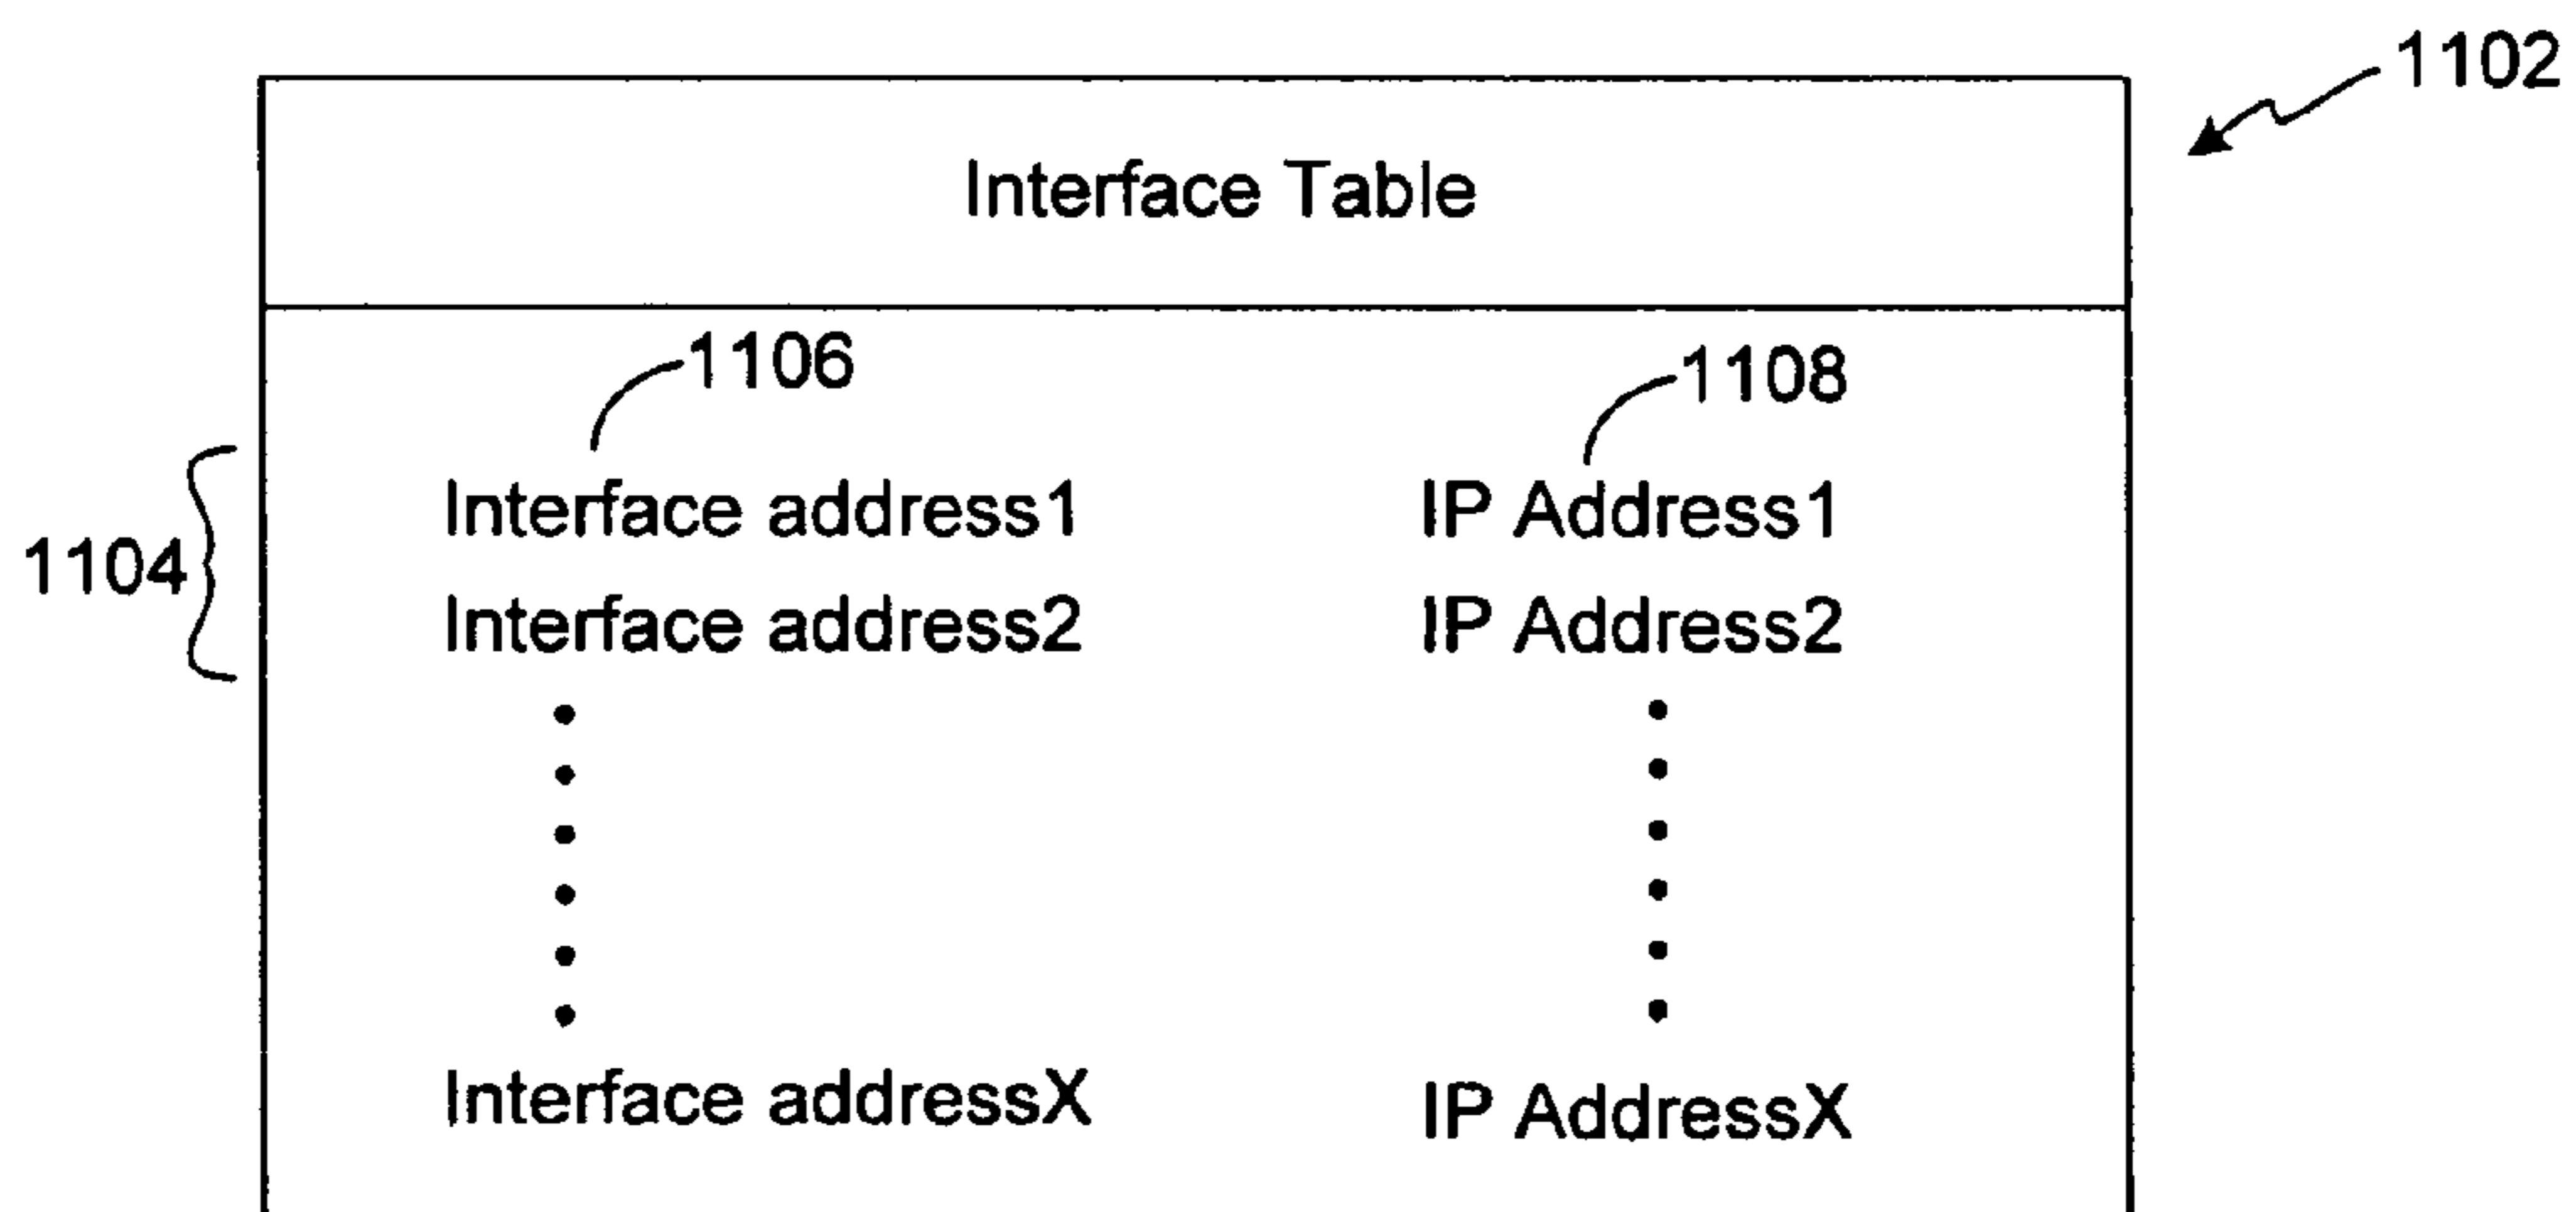 1102
Interface Table
1106 1108
Interface address1 IP Address1
1104
Interface address2 IP Address2
Interface addressX IP AddressX